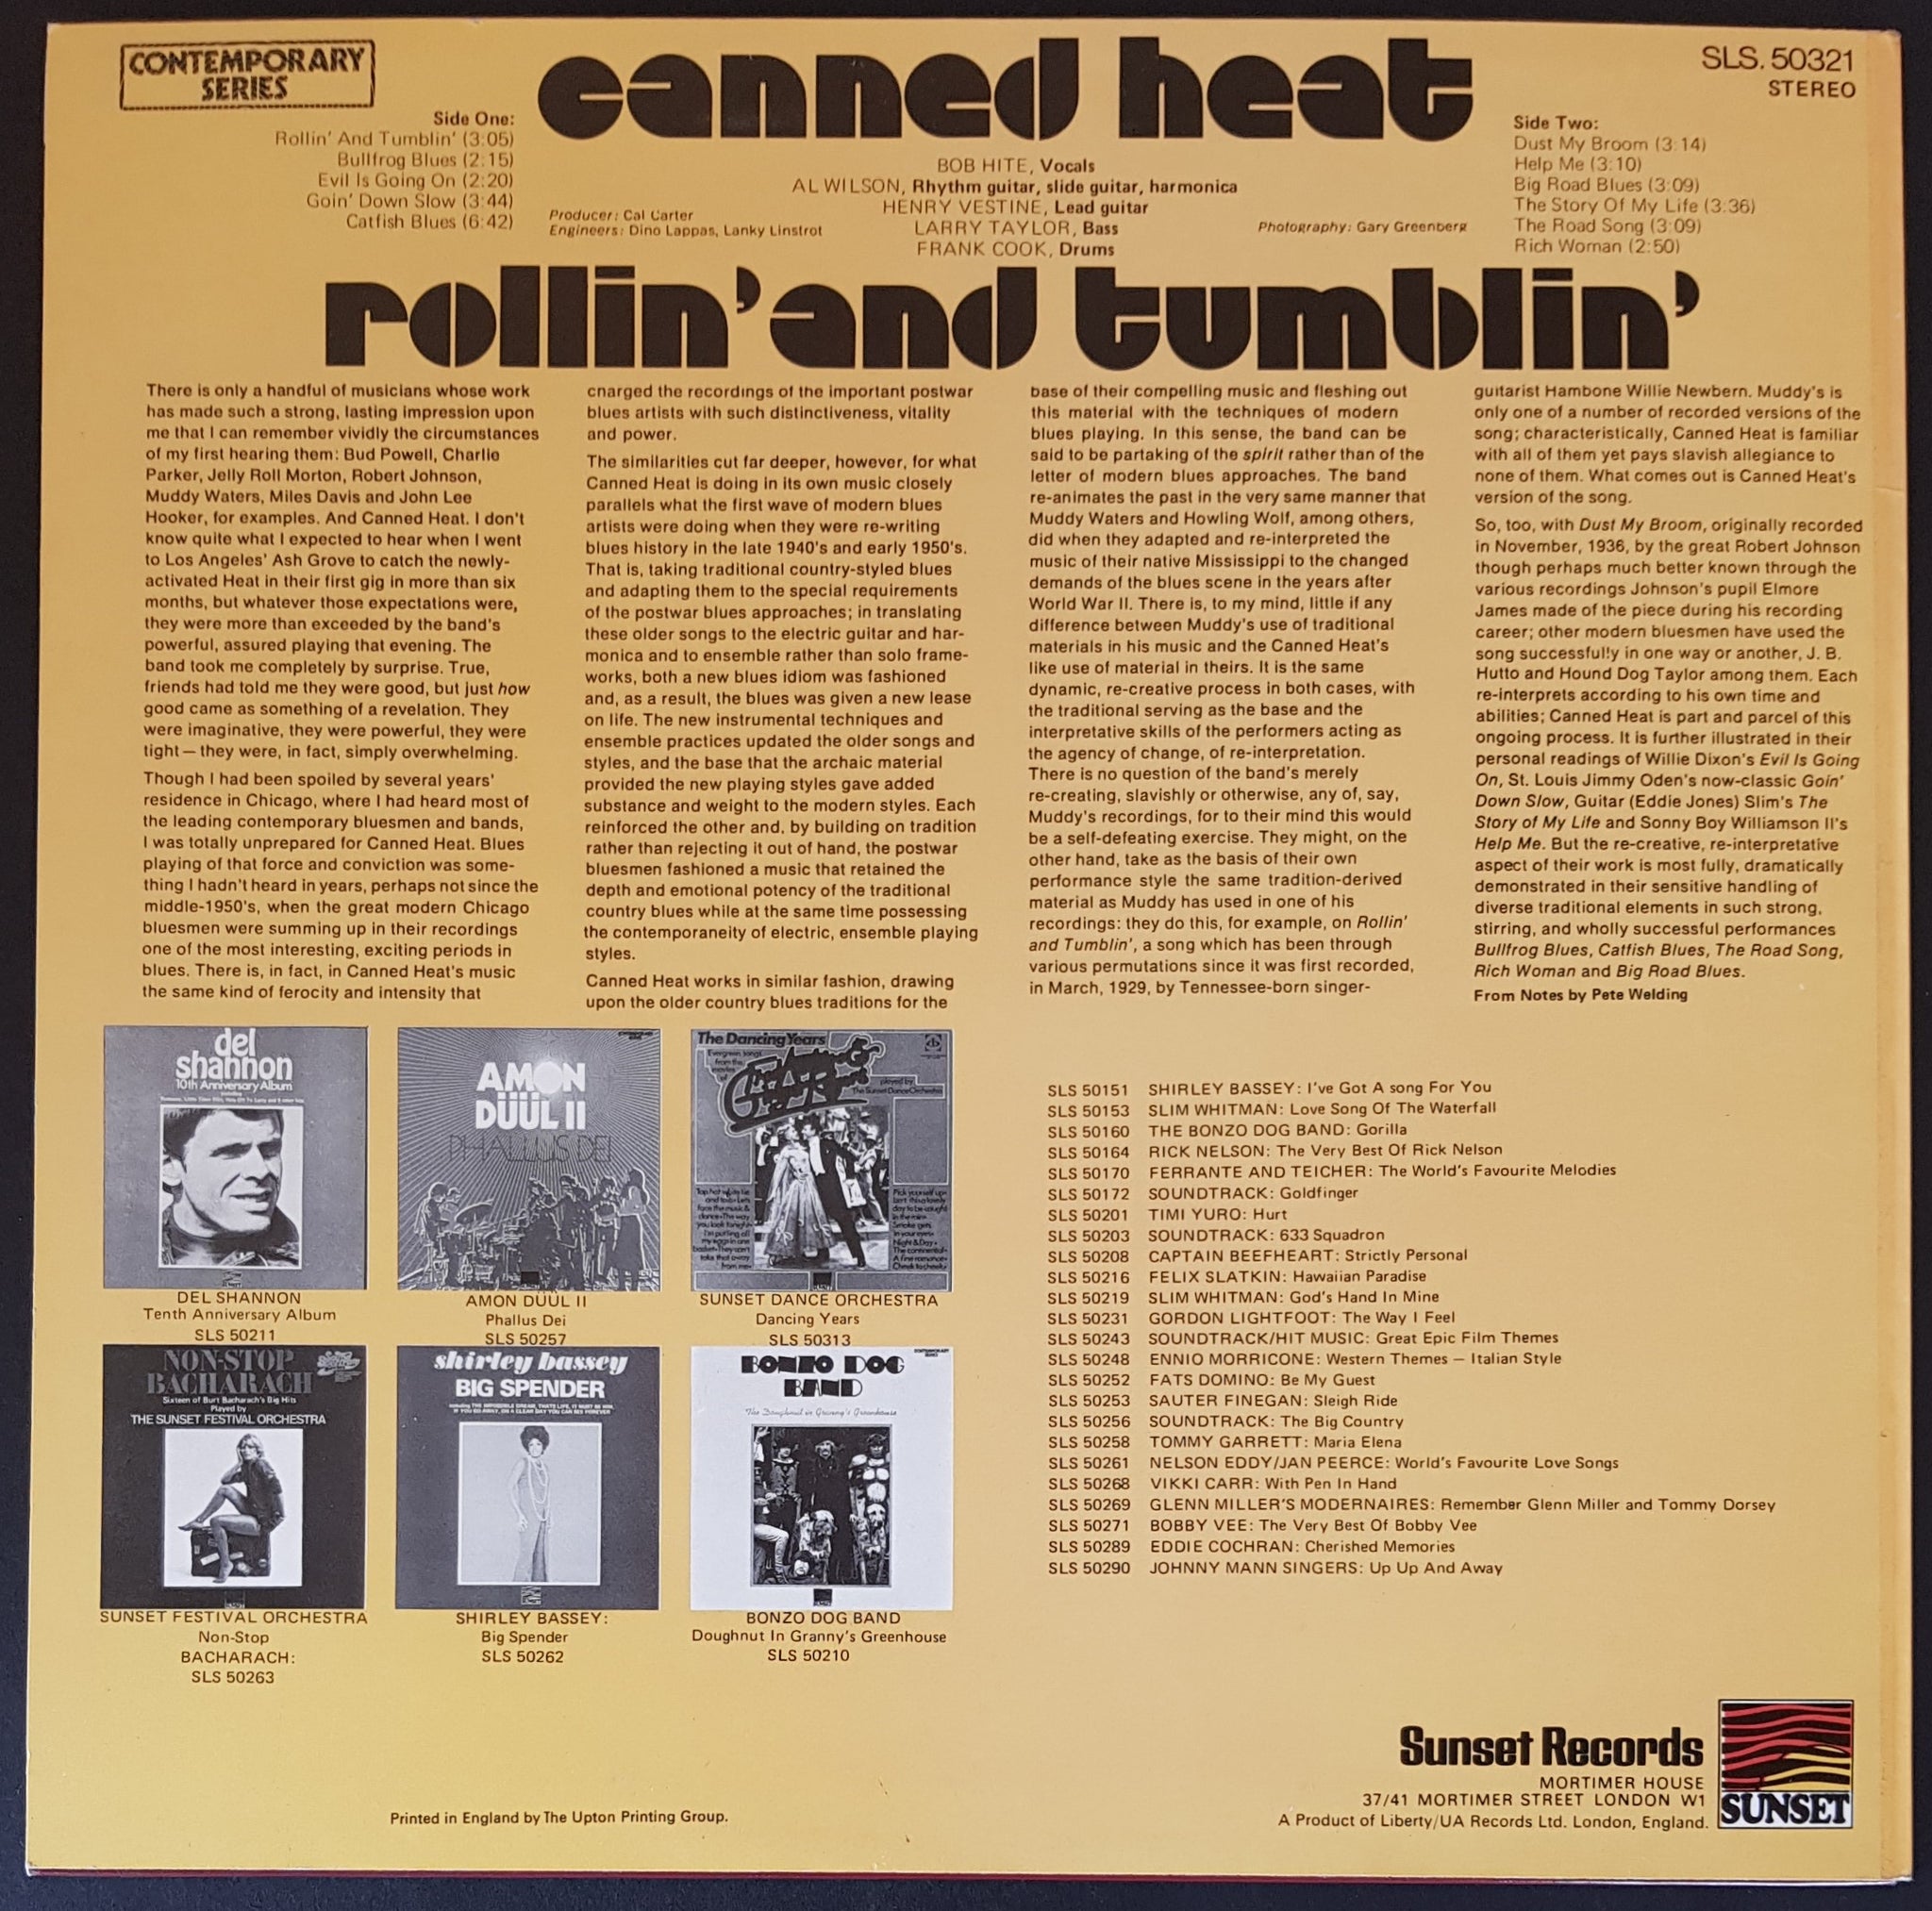 CONTEMPORARY
SERIES
canned heat
SLS. 50321
STEREO
Side One:
Rollin' And Tumblin' (3:05)
Bullfrog Blues (2:15)
Evil Is Going On (2:20)
Goin' Down Slow (3:44)
Catfish Blues (6:42)
Producer: Cal Carter
Engineers: Dino Lappas, Lanky Linstrot
BOB HITE, Vocals
AL WILSON, Rhythm guitar, slide guitar, harmonica
HENRY VESTINE, Lead guitar
LARRY TAYLOR, Bass
FRANK COOK, Drums
Photography: Gary Greenberg
Side Two:
Dust My Broom (3:14)
Help Me (3:10)
Big Road Blues (3:09)
The Story Of My Life (3:36)
The Road Song (3:09)
Rich Woman (2:50)
rollin' and tumblin'
There is only a handful of musicians whose work
has made such a strong, lasting impression upon
me that I can remember vividly the circumstances
of my first hearing them: Bud Powell, Charlie
Parker, Jelly Roll Morton, Robert Johnson,
Muddy Waters, Miles Davis and John Lee
Hooker, for examples. And Canned Heat. I don't
know quite what I expected to hear when I went
to Los Angeles' Ash Grove to catch the newly-
activated Heat in their first gig in more than six
months, but whatever those expectations were,
they were more than exceeded by the band's
powerful, assured playing that evening. The
band took me completely by surprise. True,
friends had told me they were good, but just how
good came as something of a revelation. They
were imaginative, they were powerful, they were
tight — they were, in fact, simply overwhelming.
Though I had been spoiled by several years'
residence in Chicago, where I had heard most of
the leading contemporary bluesmen and bands,
I was totally unprepared for Canned Heat. Blues
playing of that force and conviction was some-
thing I hadn't heard in years, perhaps not since the
middle-1950's, when the great modern Chicago
bluesmen were summing up in their recordings
one of the most interesting, exciting periods in
blues. There is, in fact, in Canned Heat's music
the same kind of ferocity and intensity that
cnarged the recordings of the important postwar
blues artists with such distinctiveness, vitality
and power.
The similarities cut far deeper, however, for what
Canned Heat is doing in its own music closely
parallels what the first wave of modern blues
artists were doing when they were re-writing
blues history in the late 1940's and early 1950's.
That is, taking traditional country-styled blues
and adapting them to the special requirements
of the postwar blues approaches; in translating
these older songs to the electric guitar and har-
monica and to ensemble rather than solo frame-
works, both a new blues idiom was fashioned
and, as a result, the blues was given a new lease
on life. The new instrumental techniques and
ensemble practices updated the older songs and
styles, and the base that the archaic material
provided the new playing styles gave added
substance and weight to the modern styles. Each
reinforced the other and, by building on tradition
rather than rejecting it out of hand, the postwar
bluesmen fashioned a music that retained the
depth and emotional potency of the traditional
country blues while at the same time possessing
the contemporaneity of electric, ensemble playing
styles.
Canned Heat works in similar fashion, drawing
upon the older country blues traditions for the
base of their compelling music and fleshing out
this material with the techniques of modern
blues playing. In this sense, the band can be
said to be partaking of the spirit rather than of the
letter of modern blues approaches. The band
re-animates the past in the very same manner that
Muddy Waters and Howling Wolf, among others,
did when they adapted and re-interpreted the
music of their native Mississippi to the changed
demands of the blues scene in the years after
World War II. There is, to my mind, little if any
difference between Muddy's use of traditional
materials in his music and the Canned Heat's
like use of material in theirs. It is the same
dynamic, re-creative process in both cases, with
the traditional serving as the base and the
interpretative skills of the performers acting as
the agency of change, of re-interpretation.
There is no question of the band's merely
re-creating, slavishly or otherwise, any of, say,
Muddy's recordings, for to their mind this would
be a self-defeating exercise. They might, on the
other hand, take as the basis of their own
performance style the same tradition-derived
material as Muddy has used in one of his
recordings: they do this, for example, on Rollin'
and Tumblin', a song which has been through
various permutations since it was first recorded,
in March, 1929, by Tennessee-born singer-
guitarist Hambone Willie Newbern. Muddy's is
only one of a number of recorded versions of the
song; characteristically, Canned Heat is familiar
with all of them yet pays slavish allegiance to
none of them. What comes out is Canned Heat's
version of the song.
So, too, with Dust My Broom, originally recorded
in November, 1936, by the great Robert Johnson
though perhaps much better known through the
various recordings Johnson's pupil Elmore
James made of the piece during his recording
career; other modern bluesmen have used the
song successfully in one way or another, J. B.
Hutto and Hound Dog Taylor among them. Each
re-interprets according to his own time and
abilities; Canned Heat is part and parcel of this
ongoing process. It is further illustrated in their
personal readings of Willie Dixon's Evil Is Going
On, St. Louis Jimmy Oden's now-classic Goin'
Down Slow, Guitar (Eddie Jones) Slim's The
Story of My Life and Sonny Boy Williamson II's
Help Me. But the re-creative, re-interpretative
aspect of their work is most fully, dramatically
demonstrated in their sensitive handling of
diverse traditional elements in such strong,
stirring, and wholly successful performances
Bullfrog Blues, Catfish Blues, The Road Song,
Rich Woman and Big Road Blues.
From Notes by Pete Welding
del
shannon
10th Anniversary Album
DEL SHANNON
Tenth Anniversary Album
SLS 50211
AMON
DÜÜL II
PHALLUS DEI
AMON DÜÜL II
Phallus Dei
SLS 50257
The Dancing Years
SUNSET DANCE ORCHESTRA
Dancing Years
SLS 50313
NON-STOP
BACHARACH
Sixteen of Burt Bacharach's Big Hits
Played by
THE SUNSET FESTIVAL ORCHESTRA
SUNSET FESTIVAL ORCHESTRA
Non-Stop
BACHARACH:
SLS 50263
shirley bassey
BIG SPENDER
SHIRLEY BASSEY:
Big Spender
SLS 50262
BONZO DOG
BAND
The Doughnut in Granny's Greenhouse
BONZO DOG BAND
Doughnut In Granny's Greenhouse
SLS 50210
SLS 50151 SHIRLEY BASSEY: I've Got A song For You
SLS 50153 SLIM WHITMAN: Love Song Of The Waterfall
SLS 50160 THE BONZO DOG BAND: Gorilla
SLS 50164 RICK NELSON: The Very Best Of Rick Nelson
SLS 50170 FERRANTE AND TEICHER: The World's Favourite Melodies
SLS 50172 SOUNDTRACK: Goldfinger
SLS 50201 TIMI YURO: Hurt
SLS 50203 SOUNDTRACK: 633 Squadron
SLS 50208 CAPTAIN BEEFHEART: Strictly Personal
SLS 50216 FELIX SLATKIN: Hawaiian Paradise
SLS 50219 SLIM WHITMAN: God's Hand In Mine
SLS 50231 GORDON LIGHTFOOT: The Way I Feel
SLS 50243 SOUNDTRACK/HIT MUSIC: Great Epic Film Themes
SLS 50248 ENNIO MORRICONE: Western Themes – Italian Style
SLS 50252 FATS DOMINO: Be My Guest
SLS 50253 SAUTER FINEGAN: Sleigh Ride
SLS 50256 SOUNDTRACK: The Big Country
SLS 50258 TOMMY GARRETT: Maria Elena
SLS 50261 NELSON EDDY/JAN PEERCE: World's Favourite Love Songs
SLS 50268 VIKKI CARR: With Pen In Hand
SLS 50269 GLENN MILLER'S MODERNAIRES: Remember Glenn Miller and Tommy Dorsey
SLS 50271 BOBBY VEE: The Very Best Of Bobby Vee
SLS 50289 EDDIE COCHRAN: Cherished Memories
SLS 50290 JOHNNY MANN SINGERS: Up Up And Away
Sunset Records
MORTIMER HOUSE
37/41 MORTIMER STREET LONDON W1
A Product of Liberty/UA Records Ltd. London, England.
SUNSET
Printed in England by The Upton Printing Group.